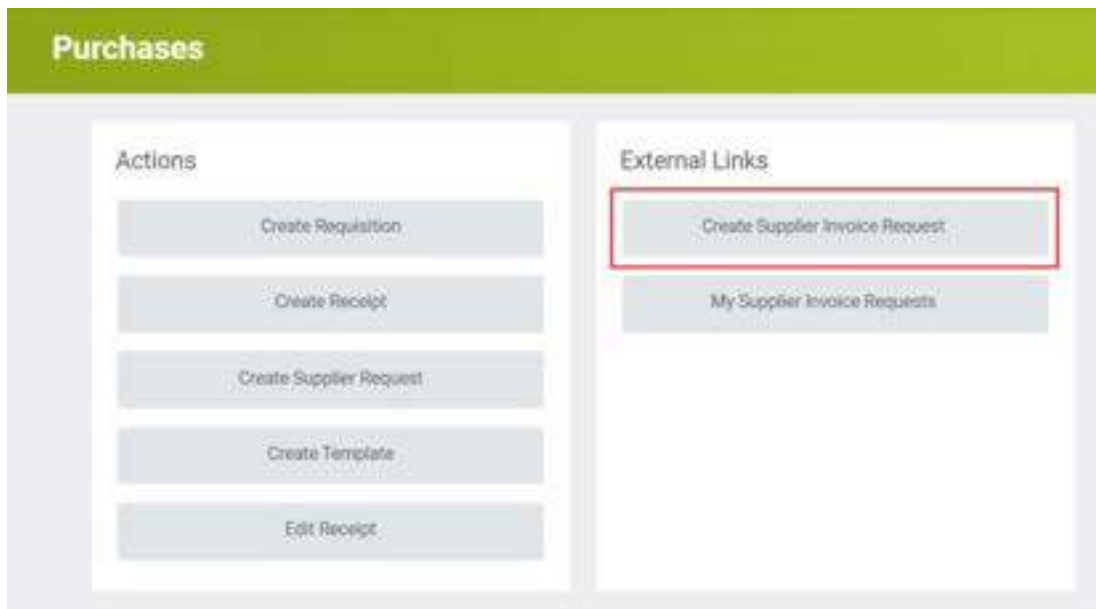 Purchases
Actions
Create Requisition
Create Receipt
Create Supplier Request
Create Template
Edit Receipt
External Links
Create Supplier Invoice Request
My Supplier Invoice Requests